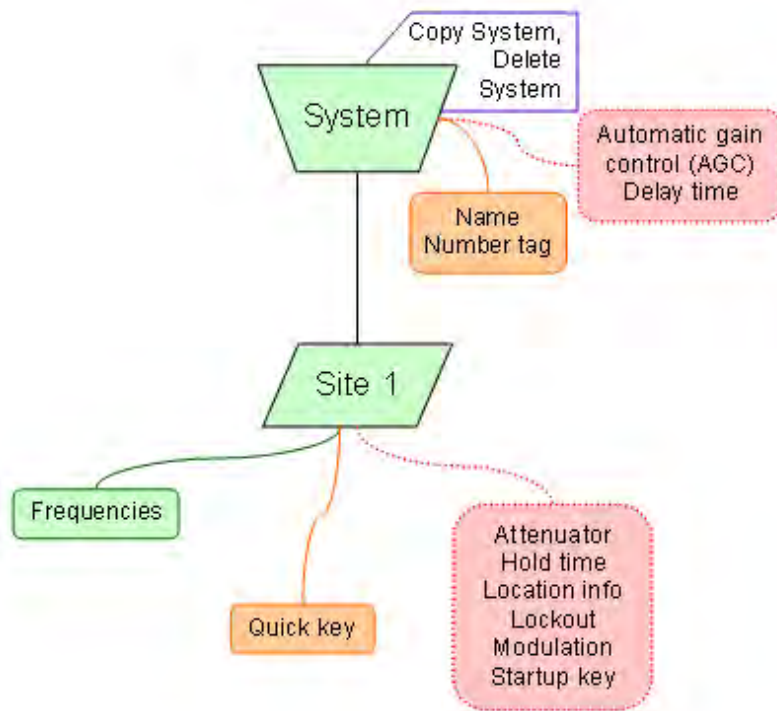 Copy System,
Delete
System
System
Automatic gain
control (AGC)
Delay time
Name
Number tag
Site 1
Frequencies
Quick key
Attenuator
Hold time
Location info
Lockout
Modulation
Startup key